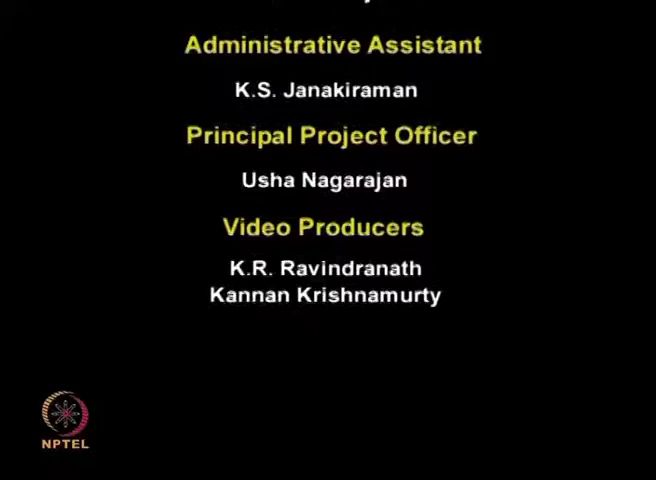 Administrative Assistant
K.S. Janakiraman
Principal Project Officer
Usha Nagarajan
Video Producers
K.R. Ravindranath
Kannan Krishnamurty
NPTEL